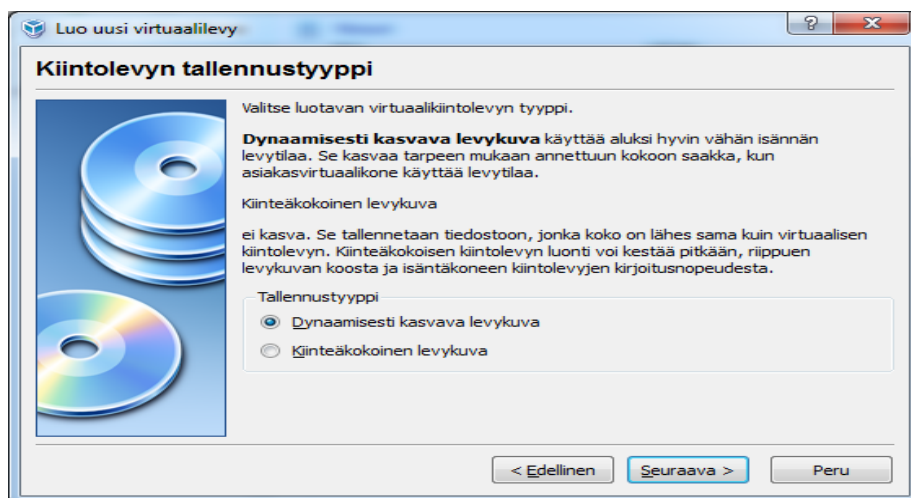 Luo uusi virtuaalilevy
?
Kiintolevyn tallennustyyppi
Valitse luotavan virtuaalikiintolevyn tyyppi.
Dynaamisesti kasvava levykuva käyttää aluksi hyvin vähän isännän
levytilaa. Se kasvaa tarpeen mukaan annettuun kokoon saakka, kun
asiakasvirtuaalikone käyttää levytilaa.
Kiinteäkokoinen levykuva
ei kasva. Se tallennetaan tiedostoon, jonka koko on lähes sama kuin virtuaalisen
kiintolevyn. Kiinteäkokoisen kiintolevyn luonti voi kestää pitkään, riippuen
levykuvan koosta ja isäntäkoneen kiintolevyjen kirjoitusnopeudesta.
Tallennustyyppi
Dynaamisesti kasvava levykuva
Kiinteäkokoinen levykuva
< Edellinen
Seuraava >
Peru